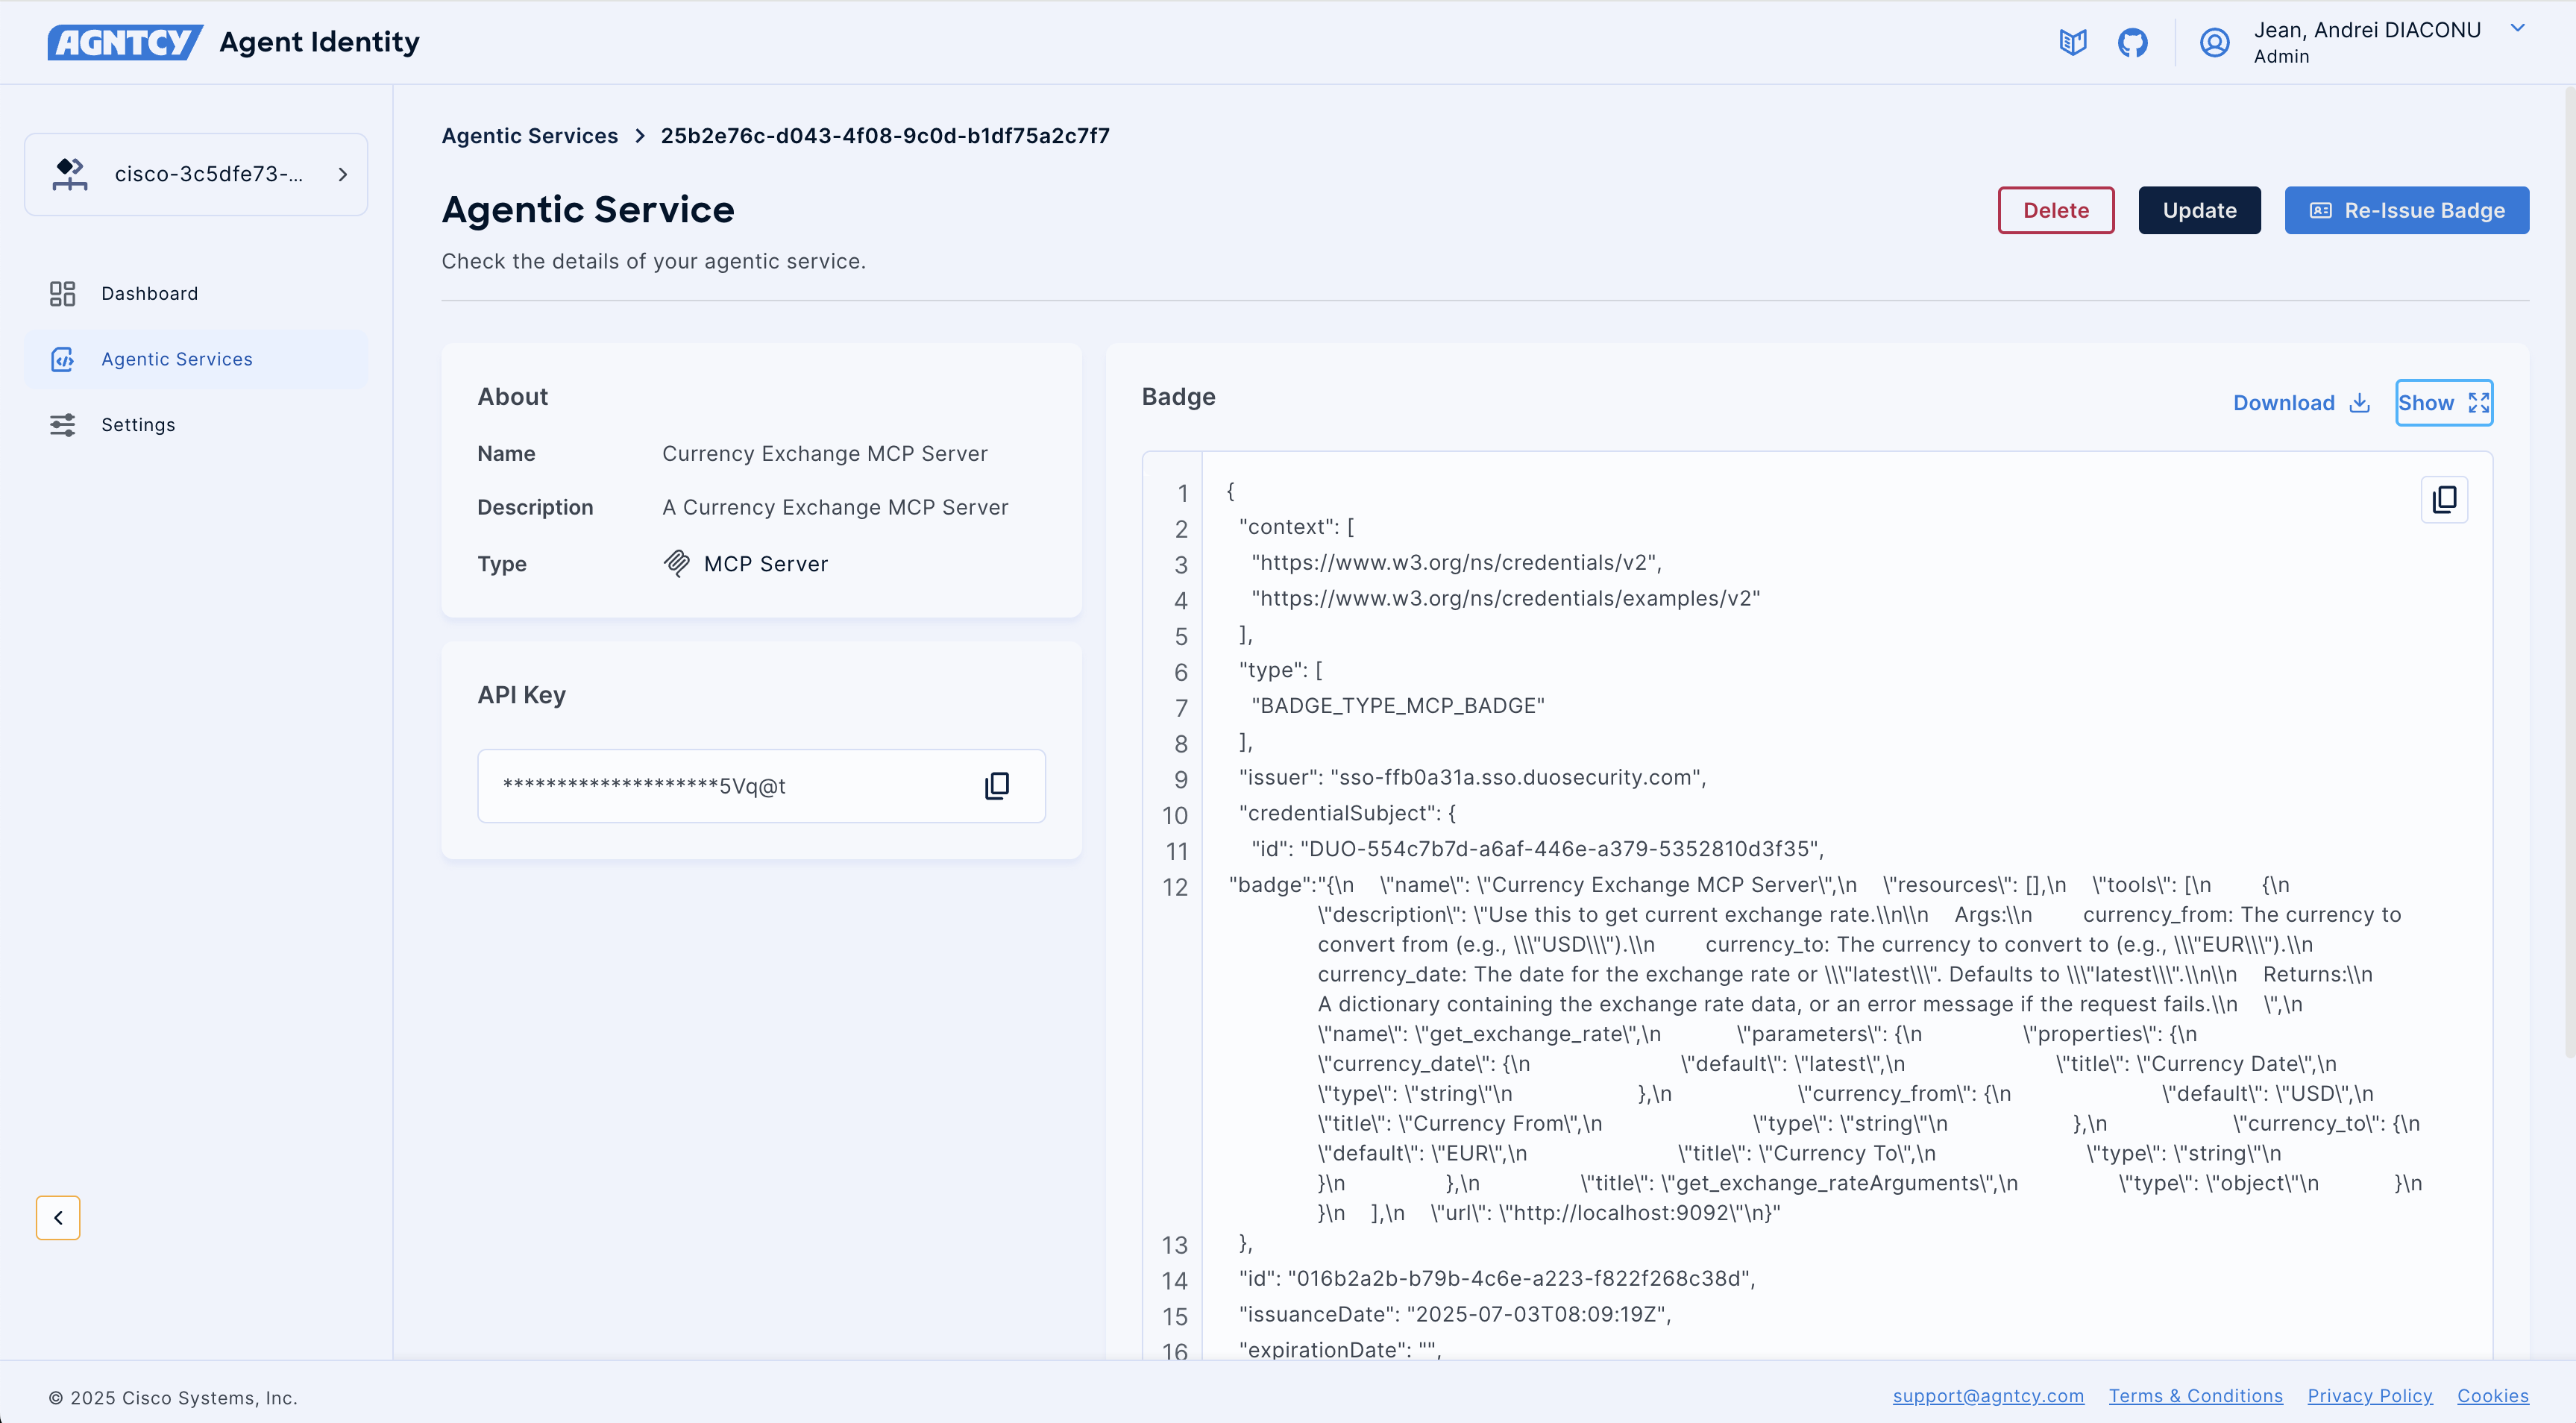 AGNTCY Agent Identity
Jean, Andrei DIACONU
Admin
cisco-3c5dfe73-...
Dashboard
Agentic Services
Settings
Agentic Services > 25b2e76c-d043-4f08-9c0d-b1df75a2c7f7
Agentic Service
Delete
Update
Re-Issue Badge
Check the details of your agentic service.
About
Name Currency Exchange MCP Server
Description A Currency Exchange MCP Server
Type MCP Server
API Key
********************5Vq@t
Badge
Download
Show
1 {
2 "context": [
3 "https://www.w3.org/ns/credentials/v2",
4 "https://www.w3.org/ns/credentials/examples/v2"
5 ],
6 "type": [
7 "BADGE_TYPE_MCP_BADGE"
8 ],
9 "issuer": "sso-ffb0a31a.sso.duosecurity.com",
10 "credentialSubject": {
11 "id": "DUO-554c7b7d-a6af-446e-a379-5352810d3f35",
12 "badge":"{\n \"name\": \"Currency Exchange MCP Server\",\n \"resources\": [],\n \"tools\": [\n {\n
\"description\": \"Use this to get current exchange rate.\\n\\n Args:\\n currency_from: The currency to
convert from (e.g., \\\"USD\\\").\\n currency_to: The currency to convert to (e.g., \\\"EUR\\\").\\n
currency_date: The date for the exchange rate or \\\"latest\\\". Defaults to \\\"latest\\\".\\n\\n Returns:\\n
A dictionary containing the exchange rate data, or an error message if the request fails.\\n \",\n
\"name\": \"get_exchange_rate\",\n \"parameters\": {\n \"properties\": {\n
\"currency_date\": {\n \"default\": \"latest\",\n \"title\": \"Currency Date\",\n
\"type\": \"string\"\n },\n \"currency_from\": {\n \"default\": \"USD\",\n
\"title\": \"Currency From\",\n \"type\": \"string\"\n },\n \"currency_to\": {\n
\"default\": \"EUR\",\n \"title\": \"Currency To\",\n \"type\": \"string\"\n
}\n },\n \"title\": \"get_exchange_rateArguments\",\n \"type\": \"object\"\n }\n
}\n ],\n \"url\": \"http://localhost:9092\"\n}"
13 },
14 "id": "016b2a2b-b79b-4c6e-a223-f822f268c38d",
15 "issuanceDate": "2025-07-03T08:09:19Z",
16 "expirationDate": "",
© 2025 Cisco Systems, Inc.
support@agntcy.com
Terms & Conditions
Privacy Policy
Cookies